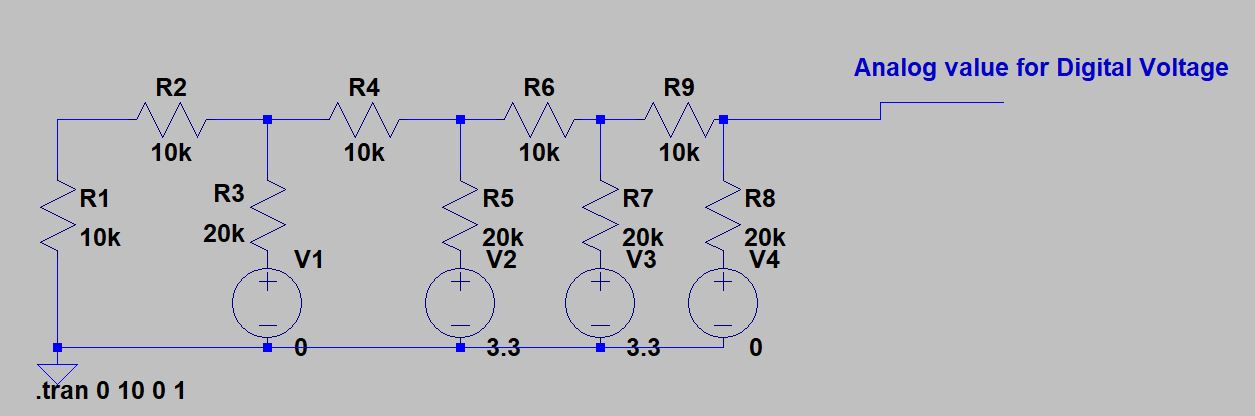 Analog value for Digital Voltage
R2
R4
R6
R9
10k
10k
10k
10k
R1
R3
R5
R7
R8
10k
20k
20k
20k
20k
V1
V2
V3
V4
0
3.3
3.3
0
.tran 0 10 0 1